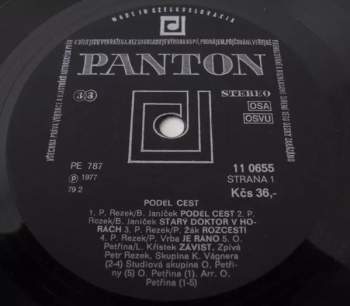 MADE IN CZECHOSLOVAKIA
PANTON
33
STEREO
OSA
OSVU
PE 787
℗ 1977
79 2
11 0655
STRANA 1
Kčs 36,-
PODEL CEST
1. P. Rezek/B. Janíček PODEL CEST 2. P.
Rezek/B. Janíček STARÝ DOKTOR V HO-
RÁCH 3. P. Rezek/P. Žák ROZCESTÍ
4. P. Rezek/P. Vrba JE RÁNO 5. O.
Petřina/L. Křístek ZÁVIST. Zpívá
Petr Rezek, Skupina K. Vágnera
(2-4) Studiová skupina O. Petři-
ny (5) O. Petřina (1). Arr. O.
Petřina (1-5)